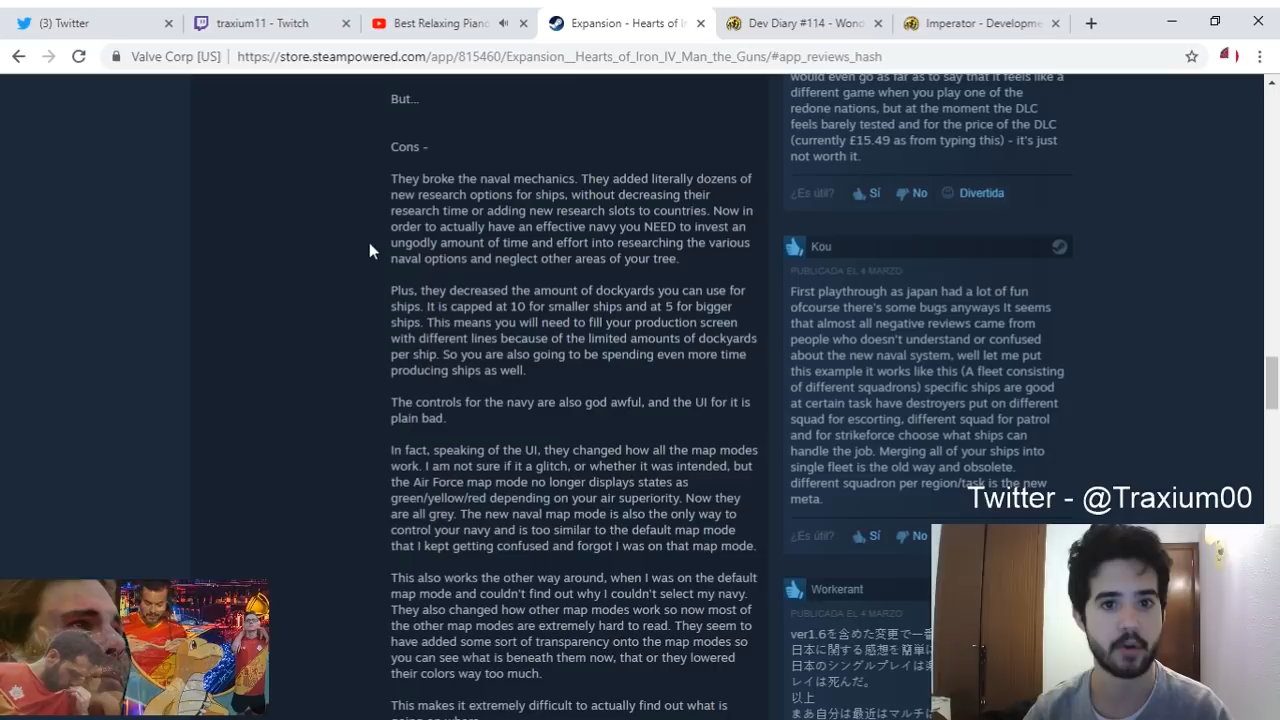 (3) Twitter
traxium11 - Twitch
Best Relaxing Piano
Expansion - Hearts of I
Dev Diary #114 - Wond
Imperator - Developme
Valve Corp [US]
https://store.steampowered.com/app/815460/Expansion__Hearts_of_Iron_IV_Man_the_Guns/#app_reviews_hash
But...
Cons -
They broke the naval mechanics. They added literally dozens of
new research options for ships, without decreasing their
research time or adding new research slots to countries. Now in
order to actually have an effective navy you NEED to invest an
ungodly amount of time and effort into researching the various
naval options and neglect other areas of your tree.
Plus, they decreased the amount of dockyards you can use for
ships. It is capped at 10 for smaller ships and at 5 for bigger
ships. This means you will need to fill your production screen
with different lines because of the limited amounts of dockyards
per ship. So you are also going to be spending even more time
producing ships as well.
The controls for the navy are also god awful, and the UI for it is
plain bad.
In fact, speaking of the UI, they changed how all the map modes
work. I am not sure if it a glitch, or whether it was intended, but
the Air Force map mode no longer displays states as
green/yellow/red depending on your air superiority. Now they
are all grey. The new naval map mode is also the only way to
control your navy and is too similar to the default map mode
that I kept getting confused and forgot I was on that map mode.
This also works the other way around, when I was on the default
map mode and couldn't find out why I couldn't select my navy.
They also changed how other map modes work so now most of
the other map modes are extremely hard to read. They seem to
have added some sort of transparency onto the map modes so
you can see what is beneath them now, that or they lowered
their colors way too much.
This makes it extremely difficult to actually find out what is
would even go as far as to say that it feels like a
different game when you play one of the
redone nations, but at the moment the DLC
feels barely tested and for the price of the DLC
(currently £15.49 as from typing this) - it's just
not worth it.
¿Es útil? Sí No Divertida
Kou
PUBLICADA EL 4 MARZO
First playthrough as japan had a lot of fun
ofcourse there's some bugs anyways It seems
that almost all negative reviews came from
people who doesn't understand or confused
about the new naval system, well let me put
this example it works like this (A fleet consisting
of different squadrons) specific ships are good
at certain task have destroyers put on different
squad for escorting, different squad for patrol
and for strikeforce choose what ships can
handle the job. Merging all of your ships into
single fleet is the old way and obsolete.
different squadron per region/task is the new
meta.
Twitter - @Traxium00
¿Es útil? Sí No
Workerant
PUBLICADA EL 4 MARZO
ver1.6を含めた変更で一番
日本に関する感想を簡単に
日本のシングルプレイは楽
レイは死んだ。
以上
まあ自分は最近はマルチに